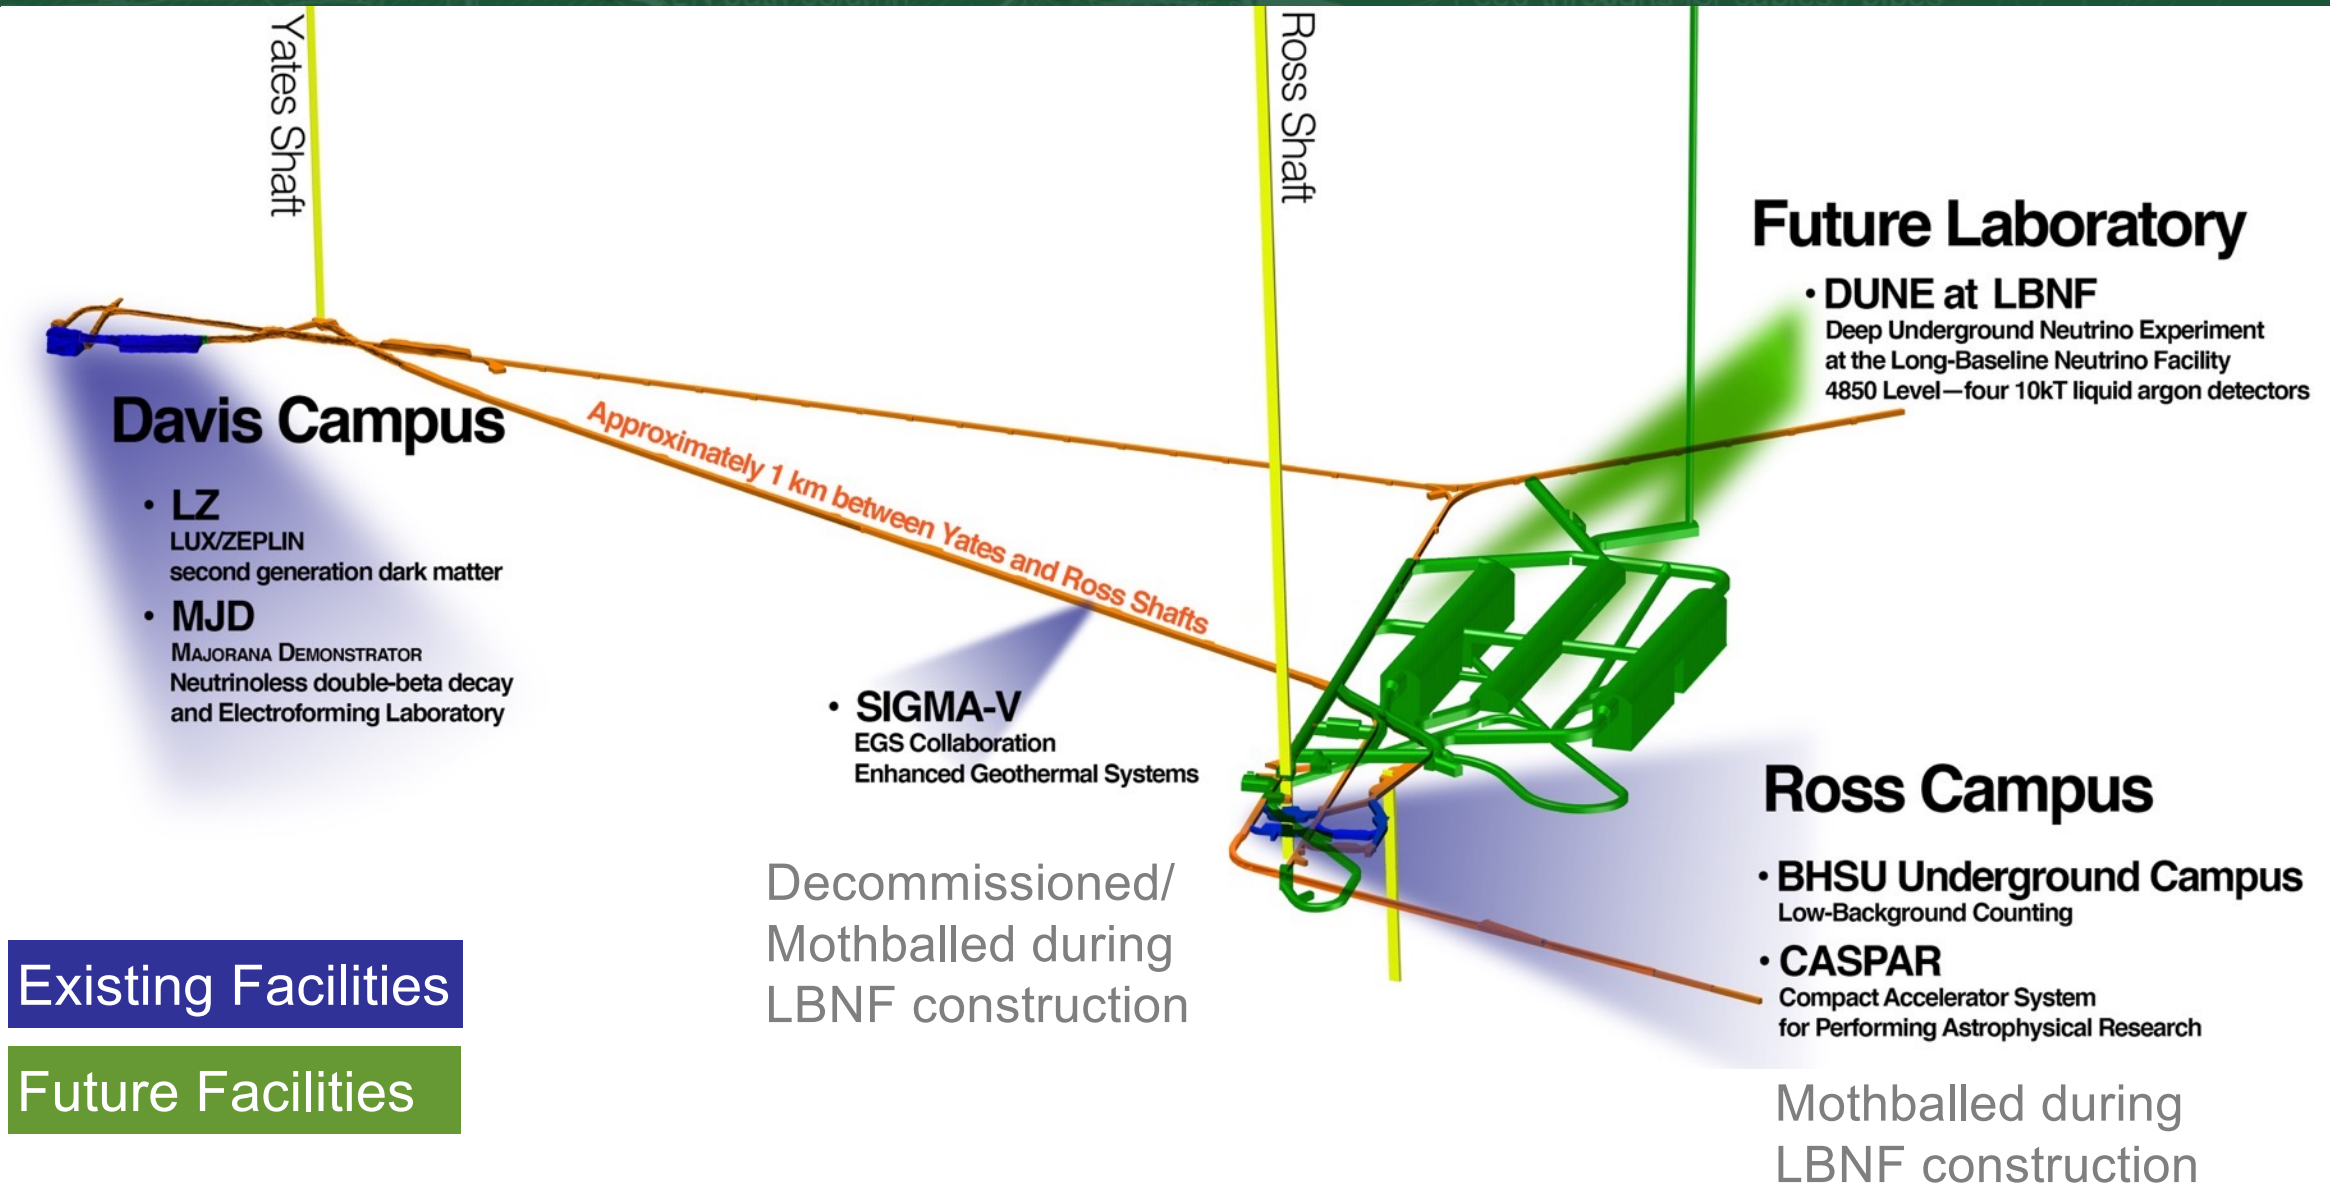 Yates Shaft
Ross Shaft
Future Laboratory
• DUNE at LBNF
Deep Underground Neutrino Experiment
at the Long-Baseline Neutrino Facility
4850 Level—four 10kT liquid argon detectors
Davis Campus
• LZ
LUX/ZEPLIN
second generation dark matter
• MJD
MAJORANA DEMONSTRATOR
Neutrinoless double-beta decay
and Electroforming Laboratory
Approximately 1 km between Yates and Ross Shafts
• SIGMA-V
EGS Collaboration
Enhanced Geothermal Systems
Decommissioned/
Mothballed during
LBNF construction
Ross Campus
• BHSU Underground Campus
Low-Background Counting
• CASPAR
Compact Accelerator System
for Performing Astrophysical Research
Mothballed during
LBNF construction
Existing Facilities
Future Facilities